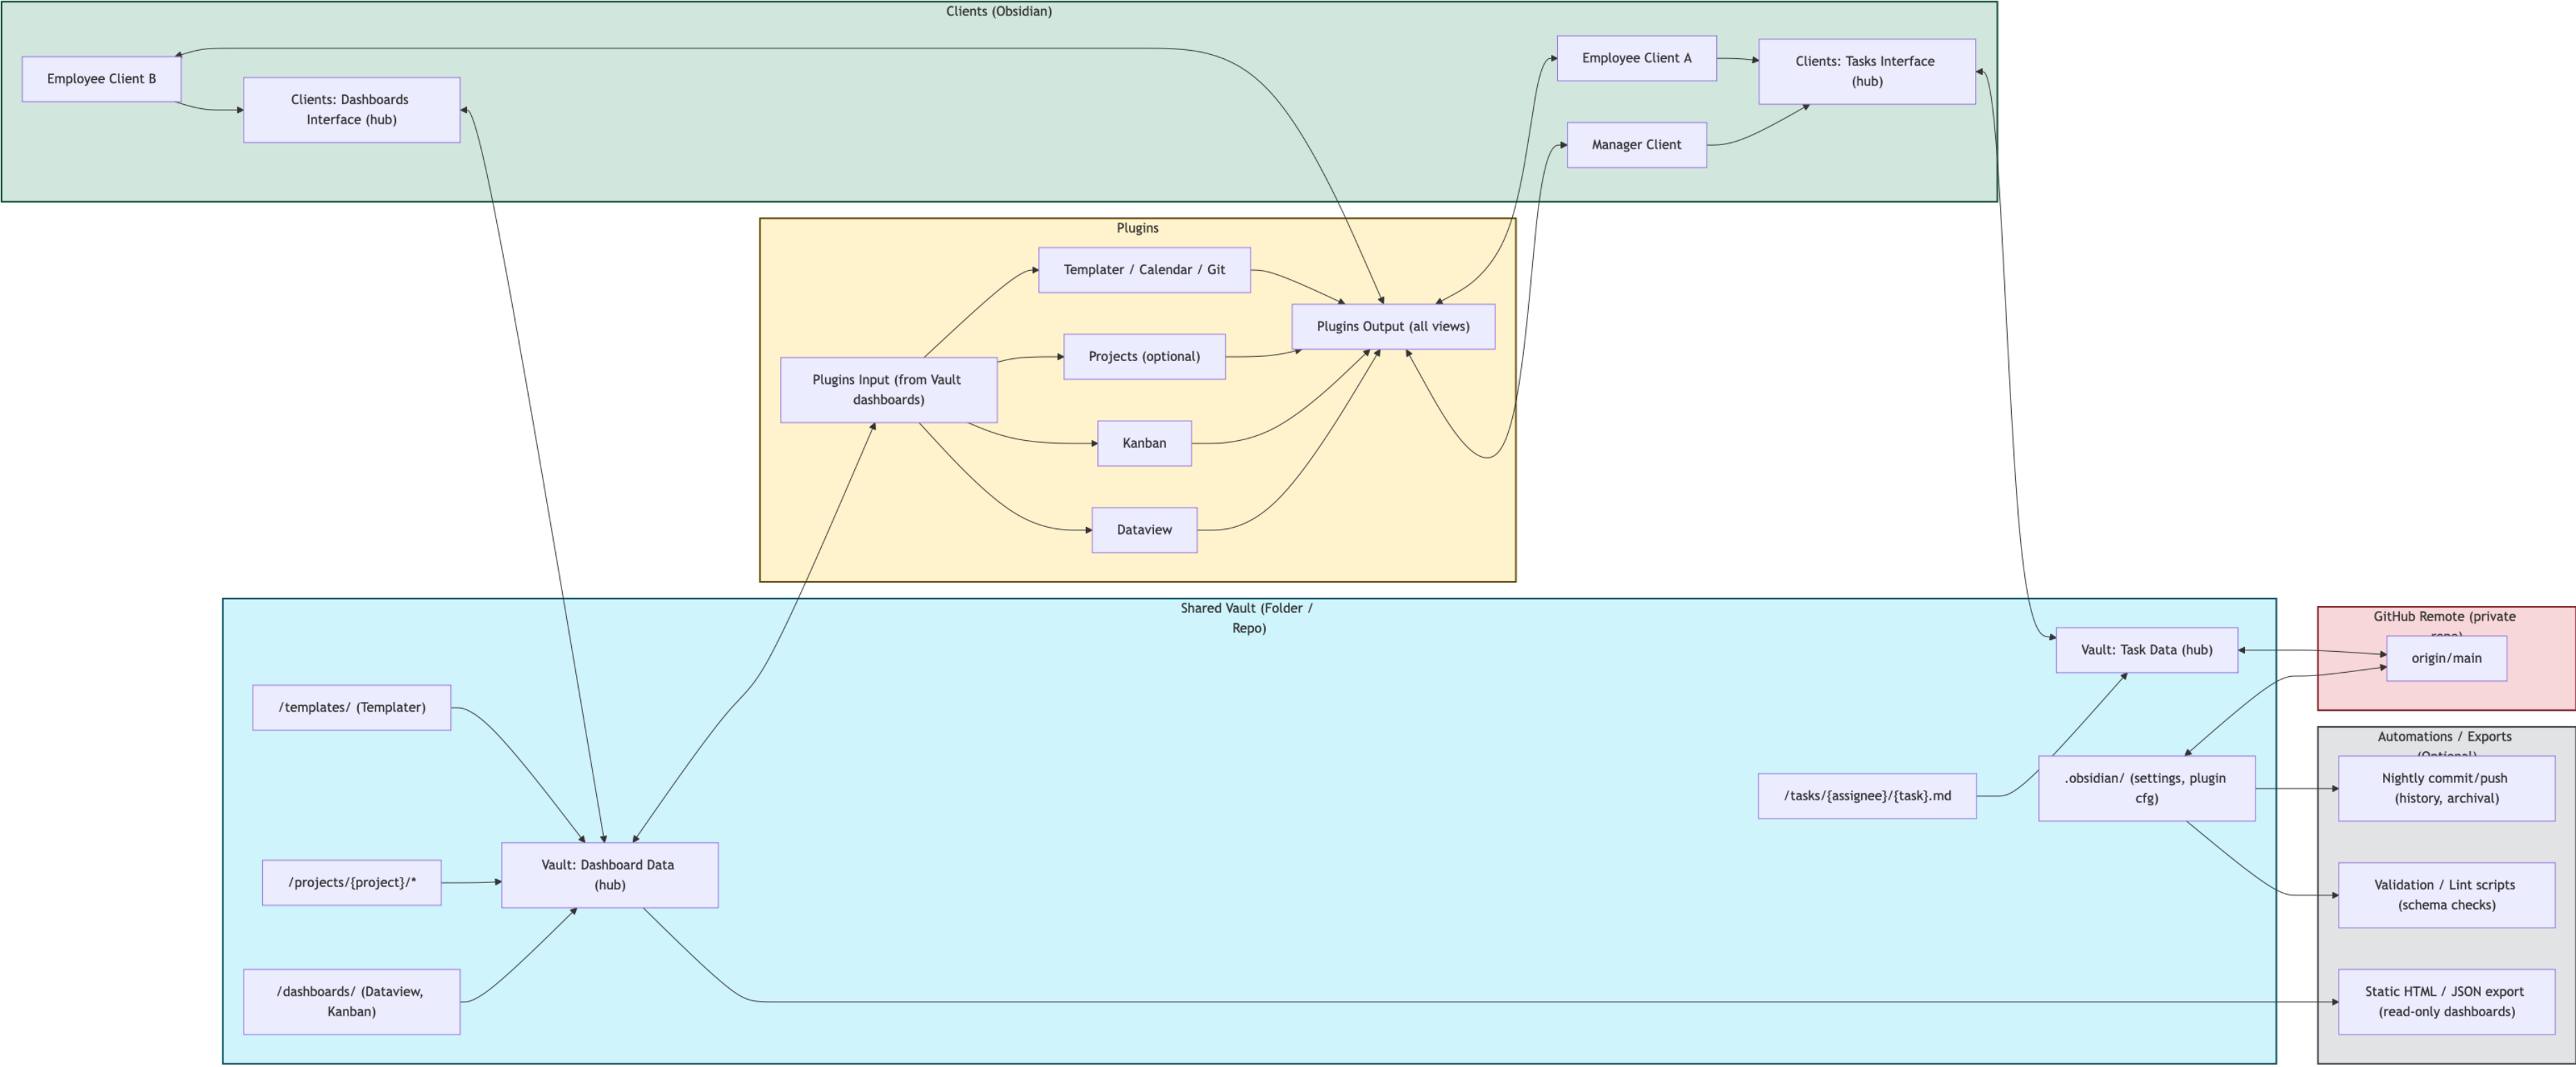 Clients (Obsidian)
Employee Client B
Clients: Dashboards
Interface (hub)
Employee Client A
Clients: Tasks Interface
(hub)
Manager Client
Plugins
Templater / Calendar / Git
Plugins Output (all views)
Projects (optional)
Plugins Input (from Vault
dashboards)
Kanban
Dataview
Shared Vault (Folder /
Repo)
/templates/ (Templater)
/projects/{project}/*
/dashboards/ (Dataview,
Kanban)
Vault: Dashboard Data
(hub)
Vault: Task Data (hub)
/tasks/{assignee}/{task}.md
.obsidian/ (settings, plugin
cfg)
GitHub Remote (private
repo)
origin/main
Automations / Exports
(Optional)
Nightly commit/push
(history, archival)
Validation / Lint scripts
(schema checks)
Static HTML / JSON export
(read-only dashboards)